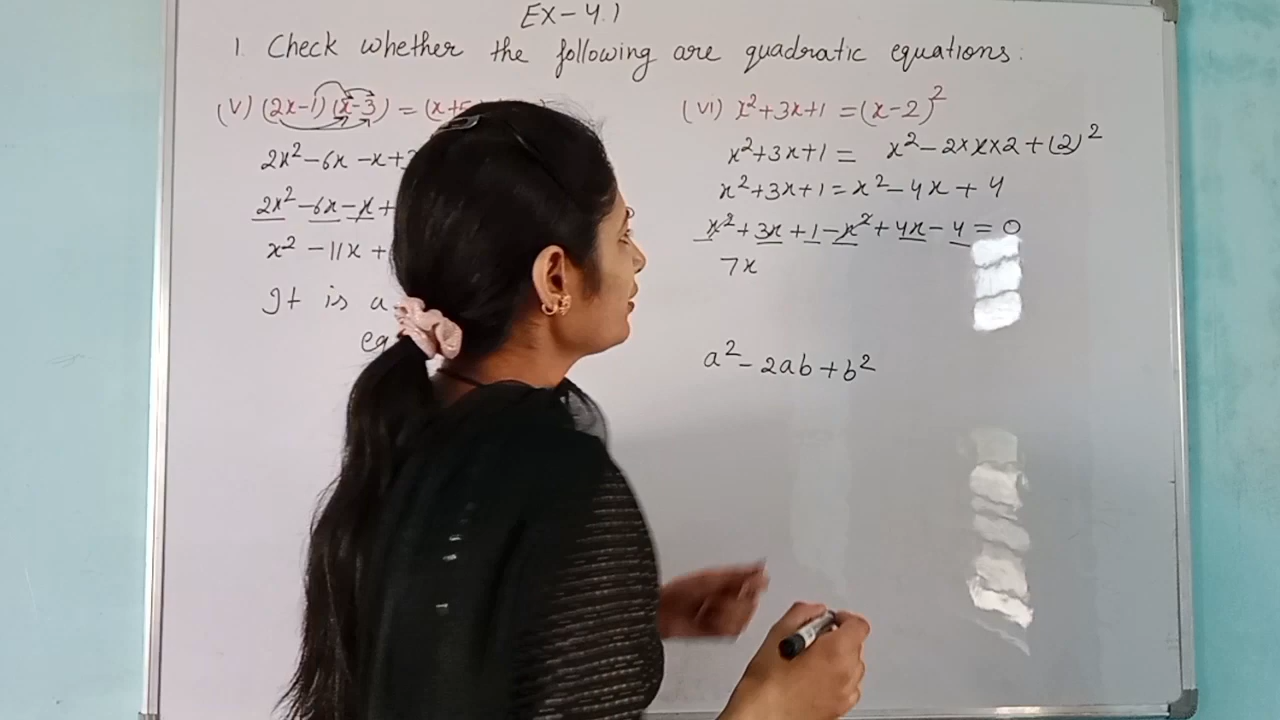 EX-4.1
1. Check whether the following are quadratic equations:
(V) (2x-1)(x-3) = (x+5
2x²-6x-x+
2x²-6x-x+
x²-11x+
It is a
eq
(VI) x²+3x+1=(x-2)²
x²+3x+1= x²-2×x×2+(2)²
x²+3x+1=x²-4x+4
x²+3x+1-x²+4x-4=0
7x
a²-2ab+b²